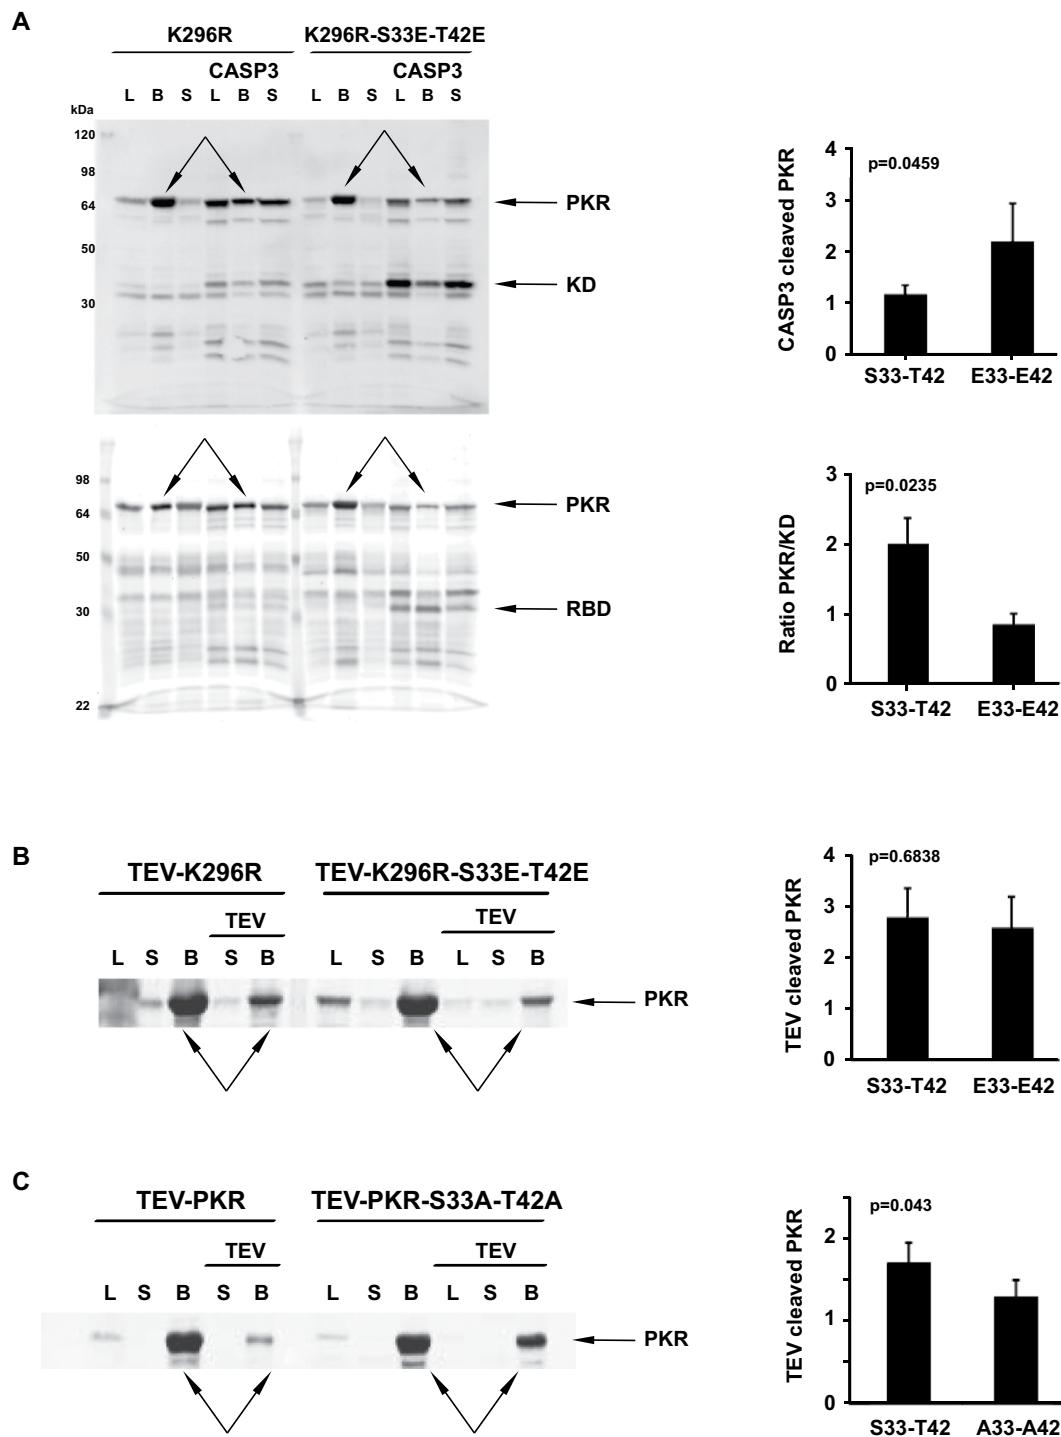 A
K296R K296R-S33E-T42E
CASP3 CASP3
L B S L B S L B S L B S
kDa
120
98
64
50
30
PKR
KD
98
64
50
30
22
PKR
RBD
4
3
2
1
0
CASP3 cleaved PKR
p=0.0459
S33-T42 E33-E42
3
2
1
0
Ratio PKR/KD
p=0.0235
S33-T42 E33-E42
B
TEV-K296R TEV-K296R-S33E-T42E
TEV TEV
L S B S B L S B L S B
PKR
4
3
2
1
0
TEV cleaved PKR
p=0.6838
S33-T42 E33-E42
C
TEV-PKR TEV-PKR-S33A-T42A
TEV TEV
L S B S B L S B L S B
PKR
2
1
0
TEV cleaved PKR
p=0.043
S33-T42 A33-A42